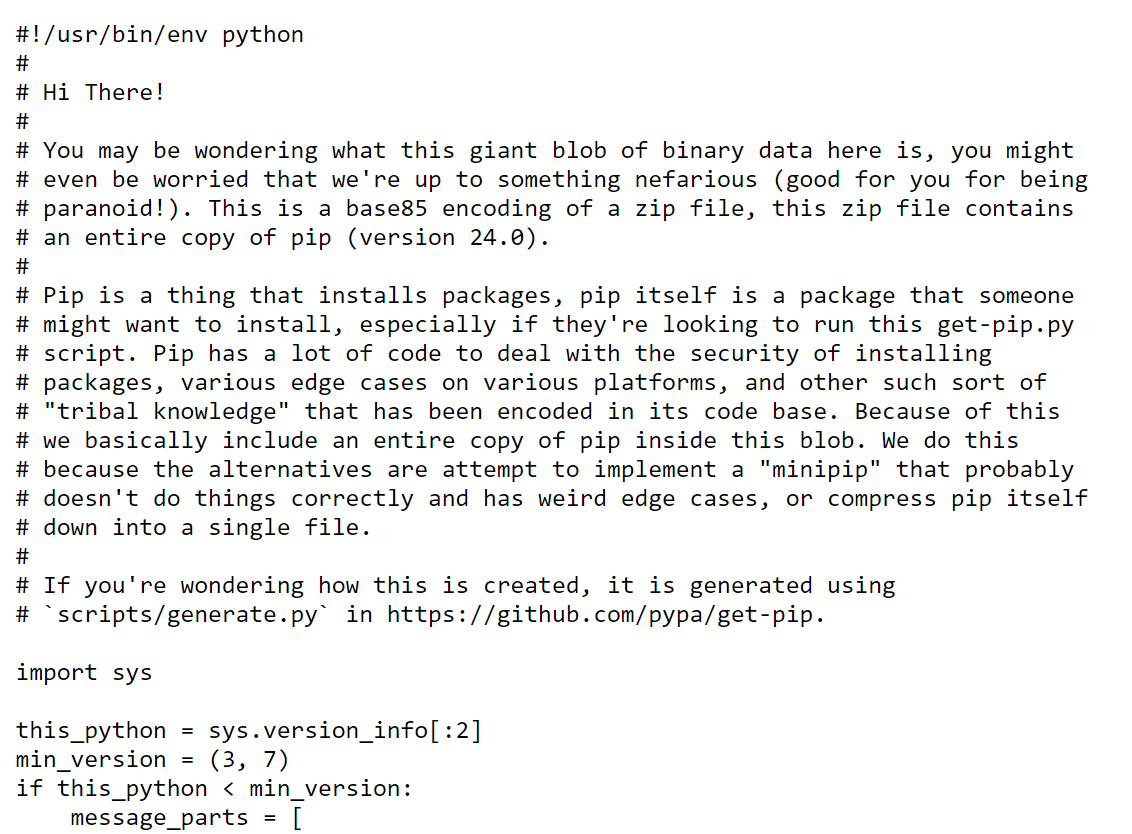 #!/usr/bin/env python
#
# Hi There!
#
# You may be wondering what this giant blob of binary data here is, you might
# even be worried that we're up to something nefarious (good for you for being
# paranoid!). This is a base85 encoding of a zip file, this zip file contains
# an entire copy of pip (version 24.0).
#
# Pip is a thing that installs packages, pip itself is a package that someone
# might want to install, especially if they're looking to run this get-pip.py
# script. Pip has a lot of code to deal with the security of installing
# packages, various edge cases on various platforms, and other such sort of
# "tribal knowledge" that has been encoded in its code base. Because of this
# we basically include an entire copy of pip inside this blob. We do this
# because the alternatives are attempt to implement a "minipip" that probably
# doesn't do things correctly and has weird edge cases, or compress pip itself
# down into a single file.
#
# If you're wondering how this is created, it is generated using
# `scripts/generate.py` in https://github.com/pypa/get-pip.

import sys

this_python = sys.version_info[:2]
min_version = (3, 7)
if this_python < min_version:
    message_parts = [